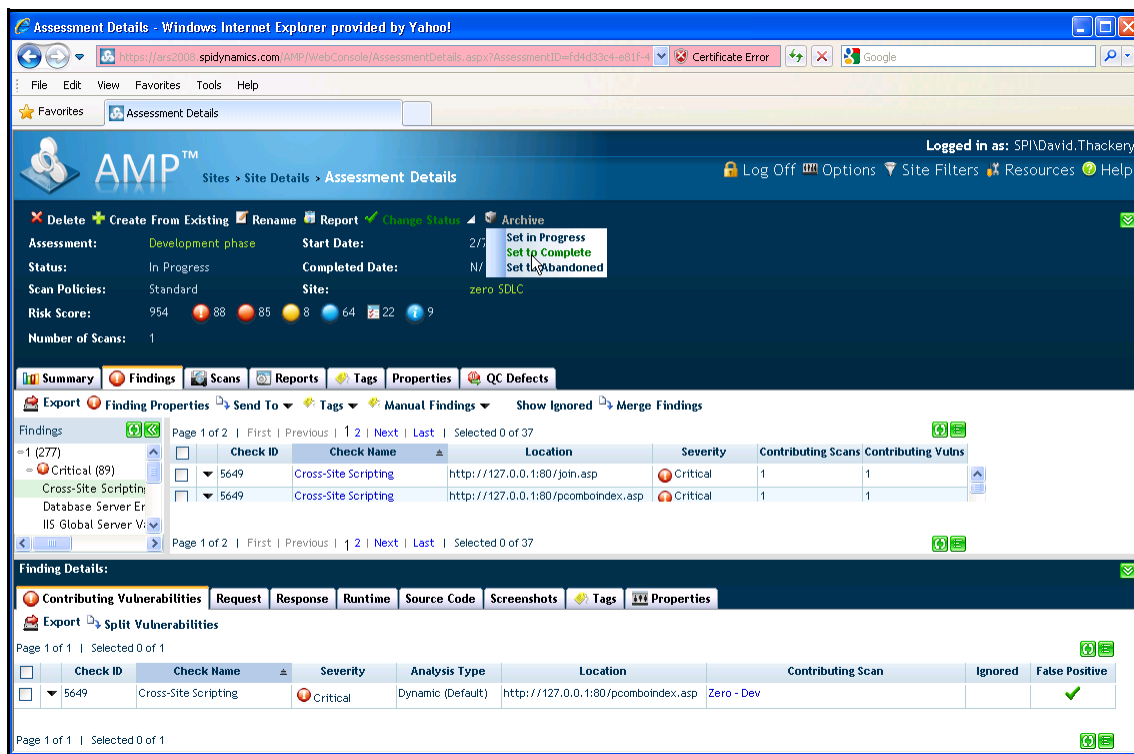 Assessment Details - Windows Internet Explorer provided by Yahoo!
https://ars2008.spidynamics.com/AMP/WebConsole/AssessmentDetails.aspx?AssessmentID=fd4d33c4-e81f-4 Certificate Error Google
File Edit View Favorites Tools Help
Favorites Assessment Details
Logged in as: SPI\David.Thackery
AMP™ Sites > Site Details > Assessment Details Log Off Options Site Filters Resources Help
Delete Create From Existing Rename Report Change Status Archive
Set in Progress
Set to Complete
Set to Abandoned
Assessment: Development phase Start Date: 2/7
Status: In Progress Completed Date: N/
Scan Policies: Standard Site: zero SDLC
Risk Score: 954 88 85 8 64 22 9
Number of Scans: 1
Summary Findings Scans Reports Tags Properties QC Defects
Export Finding Properties Send To Tags Manual Findings Show Ignored Merge Findings
Findings
1 (277)
Critical (89)
Cross-Site Scripting
Database Server Er
IIS Global Server V
Page 1 of 2 | First | Previous | 1 2 | Next | Last | Selected 0 of 37
Check ID Check Name Location Severity Contributing Scans Contributing Vulns
5649 Cross-Site Scripting http://127.0.0.1:80/join.asp Critical 1 1
5649 Cross-Site Scripting http://127.0.0.1:80/pcomboindex.asp Critical 1 1
Page 1 of 2 | First | Previous | 1 2 | Next | Last | Selected 0 of 37
Finding Details:
Contributing Vulnerabilities Request Response Runtime Source Code Screenshots Tags Properties
Export Split Vulnerabilities
Page 1 of 1 | Selected 0 of 1
Check ID Check Name Severity Analysis Type Location Contributing Scan Ignored False Positive
5649 Cross-Site Scripting Critical Dynamic (Default) http://127.0.0.1:80/pcomboindex.asp Zero - Dev
Page 1 of 1 | Selected 0 of 1